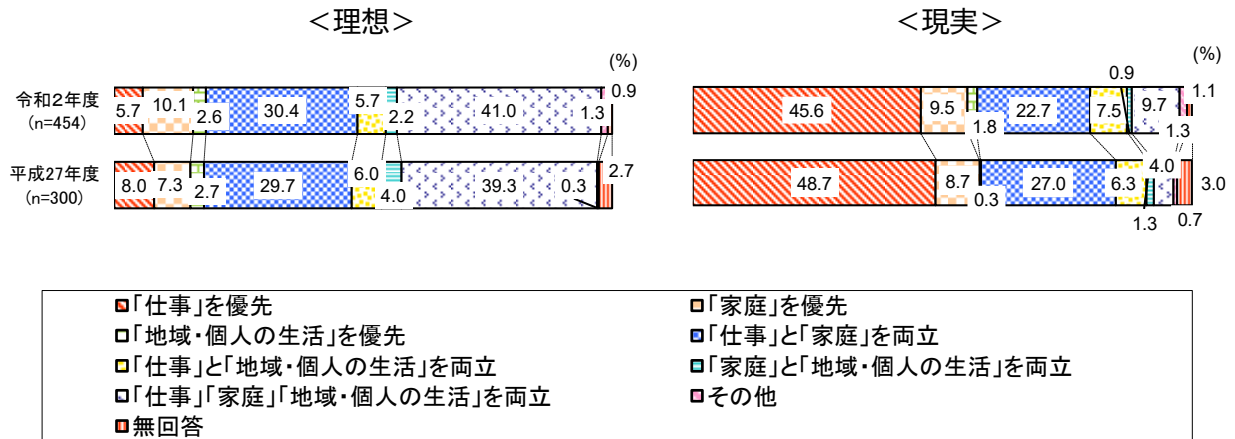 ＜理想＞
＜現実＞
(%)
(%)
令和２年度
(n=454)
5.7
10.1
2.6
30.4
5.7
2.2
41.0
1.3
0.9
45.6
9.5
1.8
22.7
7.5
0.9
9.7
1.3
1.1
平成27年度
(n=300)
8.0
7.3
2.7
29.7
6.0
4.0
39.3
0.3
2.7
48.7
8.7
0.3
27.0
6.3
1.3
4.0
0.7
3.0
「仕事」を優先
「家庭」を優先
「地域・個人の生活」を優先
「仕事」と「家庭」を両立
「仕事」と「地域・個人の生活」を両立
「家庭」と「地域・個人の生活」を両立
「仕事」「家庭」「地域・個人の生活」を両立
その他
無回答